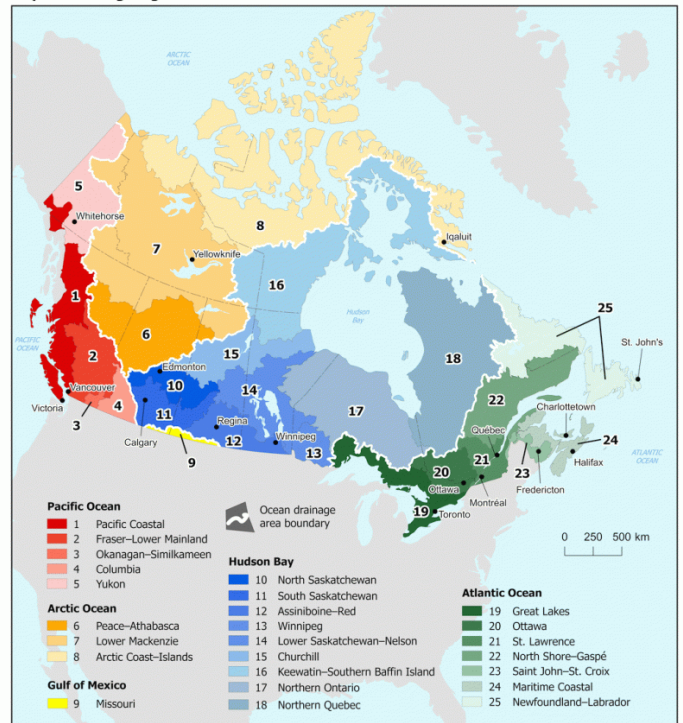 ARCTIC
OCEAN
5
Whitehorse
8
Iqaluit
7
Yellowknife
16
1
Hudson
Bay
25
6
PACIFIC
OCEAN
St. John's
15
2
18
Edmonton
10
14
Vancouver
22
17
Victoria
4
11
Charlottetown
Regina
Québec
3
Calgary
12
Winnipeg
24
9
13
20
21
23
Halifax
ATLANTIC
OCEAN
Ottawa
Fredericton
Montréal
19
Toronto
0 250 500 km
Ocean drainage
area boundary
Pacific Ocean
1 Pacific Coastal
2 Fraser–Lower Mainland
3 Okanagan–Similkameen
4 Columbia
5 Yukon
Arctic Ocean
6 Peace–Athabasca
7 Lower Mackenzie
8 Arctic Coast–Islands
Gulf of Mexico
9 Missouri
Hudson Bay
10 North Saskatchewan
11 South Saskatchewan
12 Assiniboine–Red
13 Winnipeg
14 Lower Saskatchewan–Nelson
15 Churchill
16 Keewatin–Southern Baffin Island
17 Northern Ontario
18 Northern Quebec
Atlantic Ocean
19 Great Lakes
20 Ottawa
21 St. Lawrence
22 North Shore–Gaspé
23 Saint John–St. Croix
24 Maritime Coastal
25 Newfoundland–Labrador